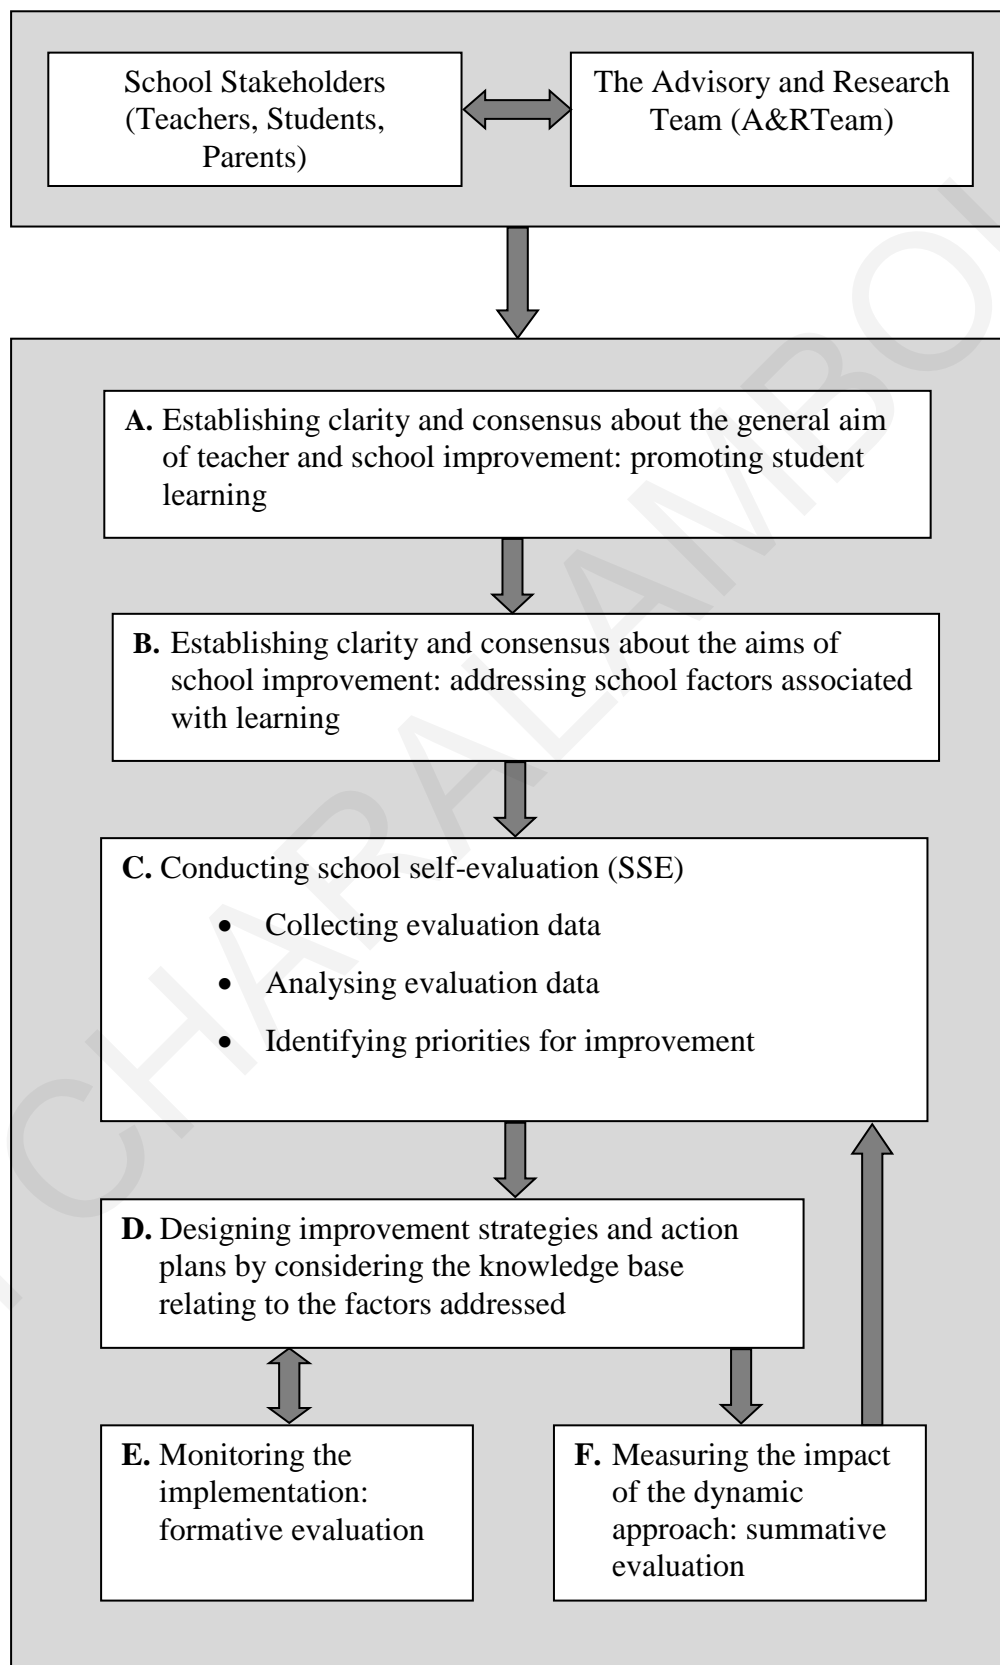 School Stakeholders
(Teachers, Students,
Parents)
The Advisory and Research
Team (A&RTeam)
A. Establishing clarity and consensus about the general aim
of teacher and school improvement: promoting student
learning
B. Establishing clarity and consensus about the aims of
school improvement: addressing school factors associated
with learning
C. Conducting school self-evaluation (SSE)
• Collecting evaluation data
• Analysing evaluation data
• Identifying priorities for improvement
D. Designing improvement strategies and action
plans by considering the knowledge base
relating to the factors addressed
E. Monitoring the
implementation:
formative evaluation
F. Measuring the impact
of the dynamic
approach: summative
evaluation